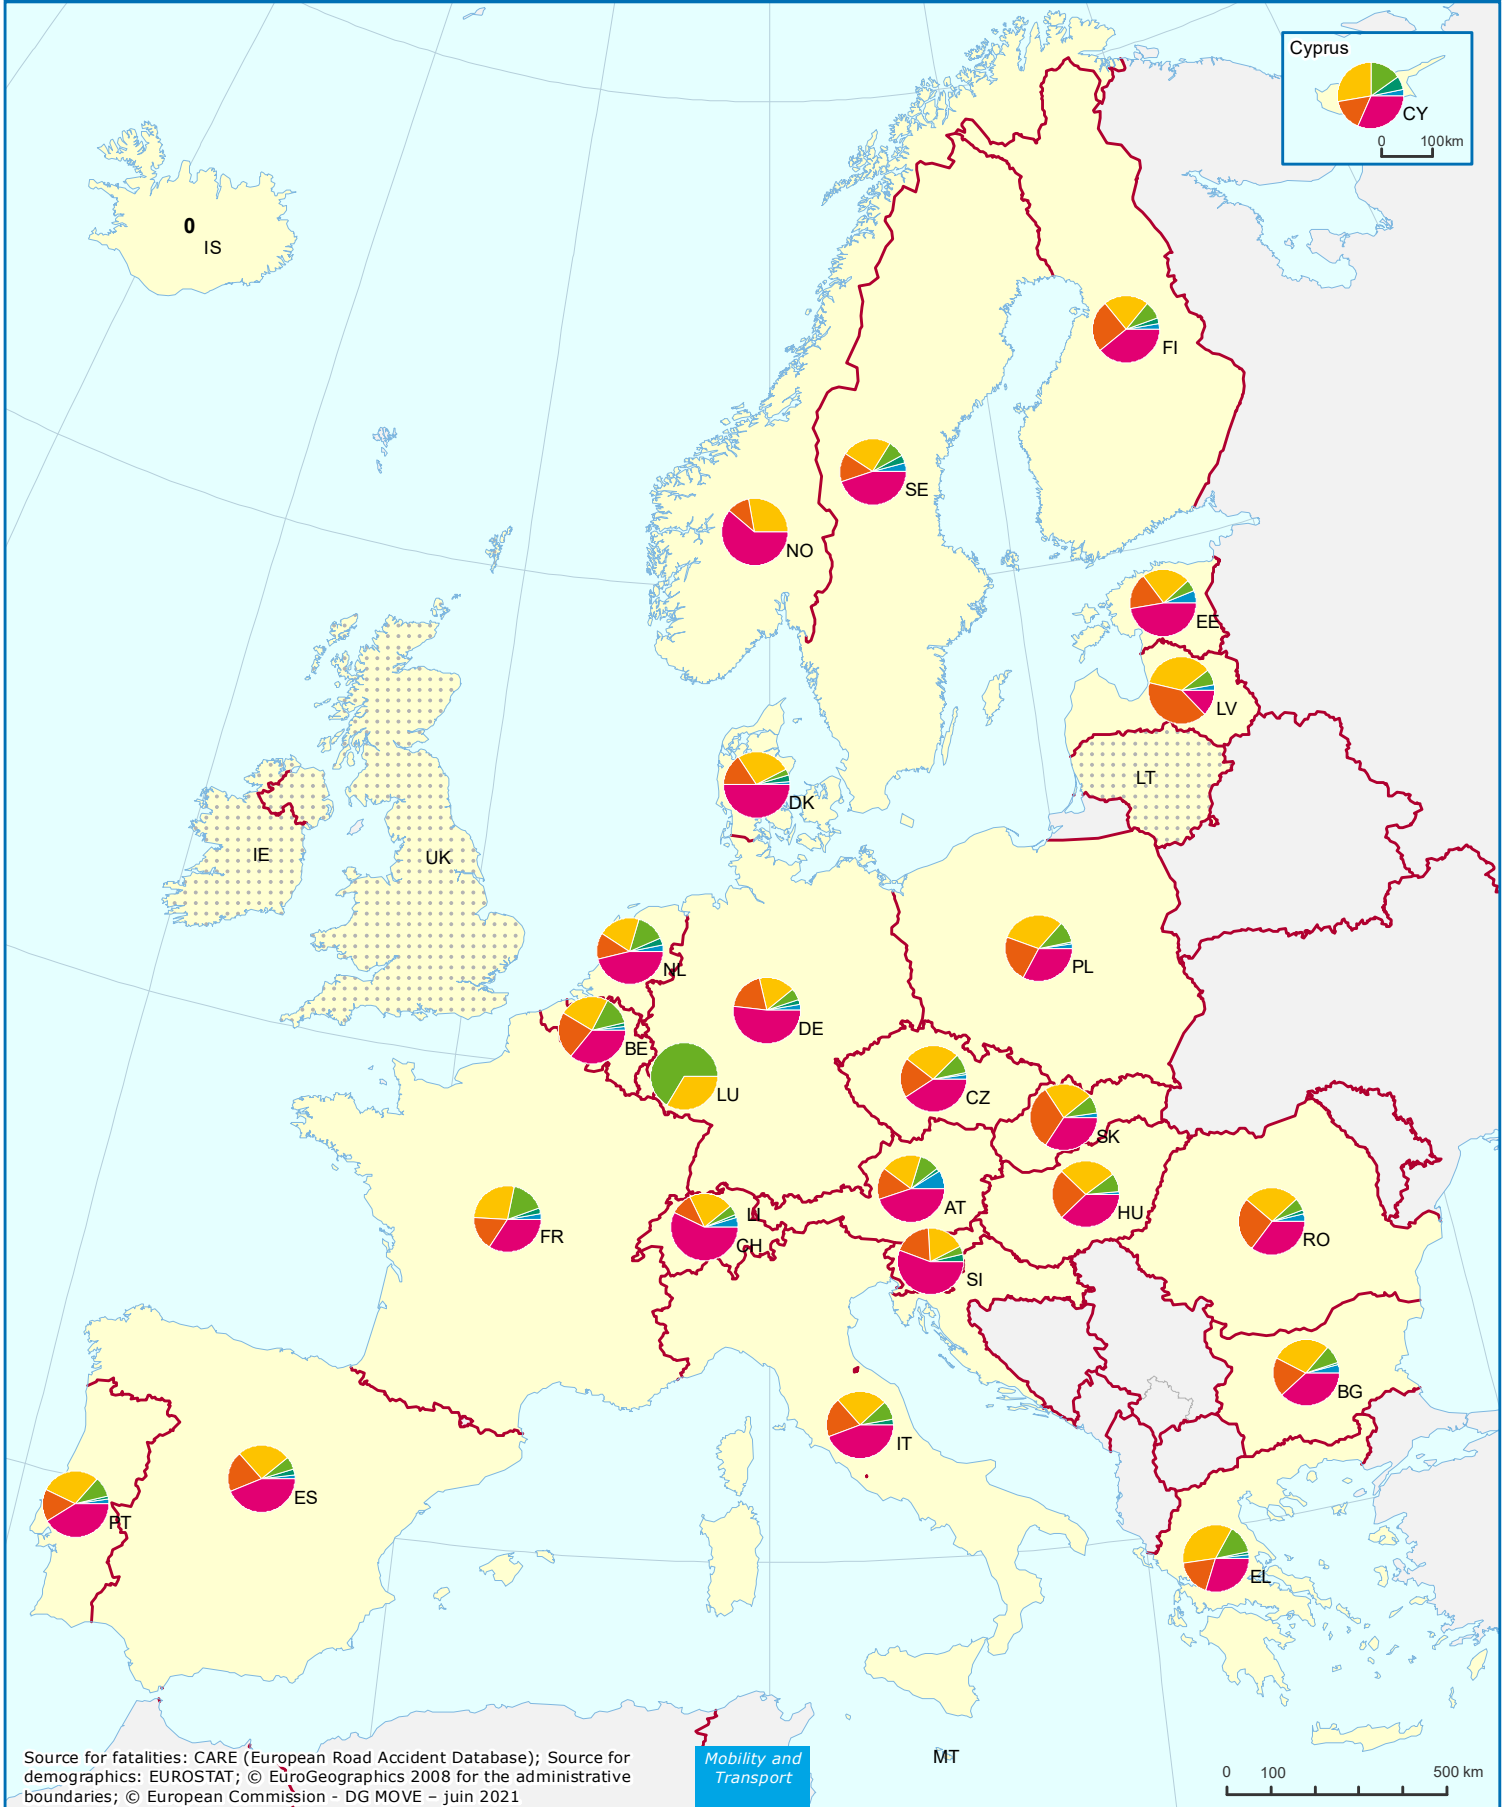 Cyprus
CY
0 100km
0
IS
FI
SE
NO
EE
LV
DK
LT
IE
UK
NL
PL
DE
BE
LU
CZ
SK
AT
HU
LI
CH
FR
SI
RO
BG
IT
ES
PT
EL
MT
Source for fatalities: CARE (European Road Accident Database); Source for
demographics: EUROSTAT; © EuroGeographics 2008 for the administrative
boundaries; © European Commission - DG MOVE – juin 2021
Mobility and
Transport
0 100 500 km